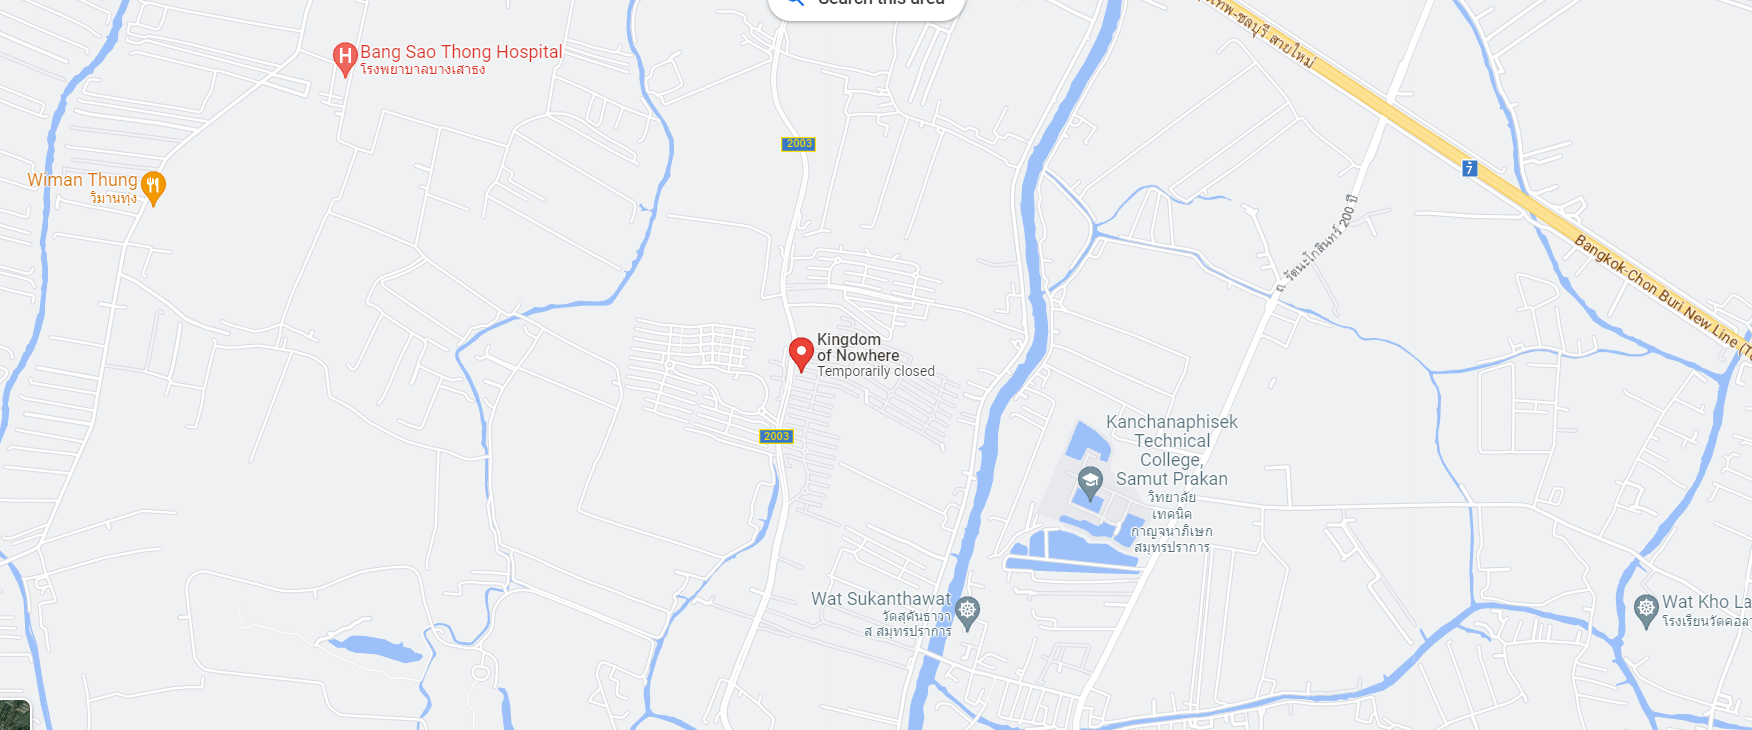 Search this area
กรุงเทพ-ชลบุรี สายใหม่
Bang Sao Thong Hospital
โรงพยาบาลบางเสาธง
2003
7
Wiman Thung
วิมานทุ่ง
ถ. รัตนะโกสินทร์ 200 ปี
Bangkok-Chon Buri New Line
Kingdom
of Nowhere
Temporarily closed
2003
Kanchanaphisek
Technical
College,
Samut Prakan
วิทยาลัย
เทคนิค
กาญจนาภิเษก
สมุทรปราการ
Wat Sukanthawat
วัดสุคันธาวา
ส สมุทรปราการ
Wat Kho La
โรงเรียนวัดคอลา